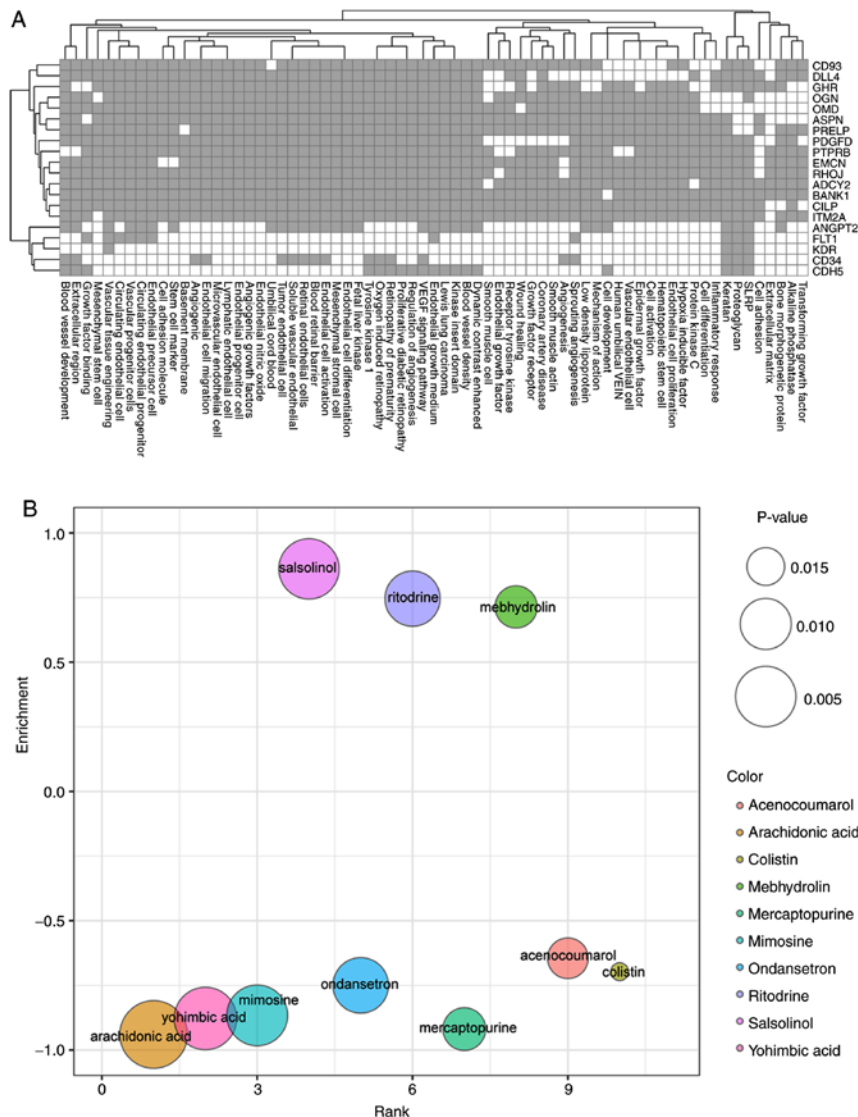 A
CD93
DLL4
GHR
OGN
OMD
ASPN
PRELP
PDGFD
PTPRB
EMCN
RHOJ
ADCY2
BANK1
CILP
ITM2A
ANGPT2
FLT1
KDR
CD34
CDH5
Blood vessel development
Extracellular region
Growth factor binding
Mesenchymal stem cell
Vascular tissue engineering
Circulating endothelial cell
Vascular progenitor cells
Circulating endothelial progenitor
Endothelial precursor cell
Cell adhesion molecule
Stem cell marker
Basement membrane
Angiogenic
Endothelial cell migration
Microvascular endothelial cell
Lymphatic endothelial cell
Endothelial progenitor cell
Angiogenic growth factors
Endothelial nitric oxide
Umbilical cord blood
Tumor endothelial cell
Soluble vascular endothelial
Retinal endothelial cells
Blood retinal barrier
Endothelial cell activation
Mesenchymal stromal cell
Endothelial cell differentiation
Fetal liver kinase
Tyrosine kinase 1
Oxygen induced retinopathy
Retinopathy of prematurity
Proliferative diabetic retinopathy
Regulation of angiogenesis
VEGF signaling pathway
Endothelial growth medium
Lewis lung carcinoma
Kinase insert domain
Blood vessel density
Dynamic contrast enhanced
Smooth muscle cell
Endothelial growth factor
Receptor tyrosine kinase
Wound healing
Growth factor receptor
Coronary artery disease
Smooth muscle actin
Angiogenesis
Sprouting angiogenesis
Low density lipoprotein
Mechanism of action
Cell development
Human umbilical VEIN
Vascular endothelial cell
Epidermal growth factor
Cell activation
Hematopoietic stem cell
Endothelial cell proliferation
Hypoxia inducible factor
Protein kinase C
Cell differentiation
Inflammatory response
Keratan
Proteoglycan
SLRP
Cell adhesion
Extracellular matrix
Bone morphogenetic protein
Alkaline phosphatase
Transforming growth factor
B
Enrichment
1.0
0.5
0.0
−0.5
−1.0
salsolinol
ritodrine
mebhydrolin
acenocoumarol
colistin
ondansetron
mimosine
yohimbic acid
mercaptopurine
arachidonic acid
0
3
6
9
Rank
P-value
0.015
0.010
0.005
Color
Acenocoumarol
Arachidonic acid
Colistin
Mebhydrolin
Mercaptopurine
Mimosine
Ondansetron
Ritodrine
Salsolinol
Yohimbic acid